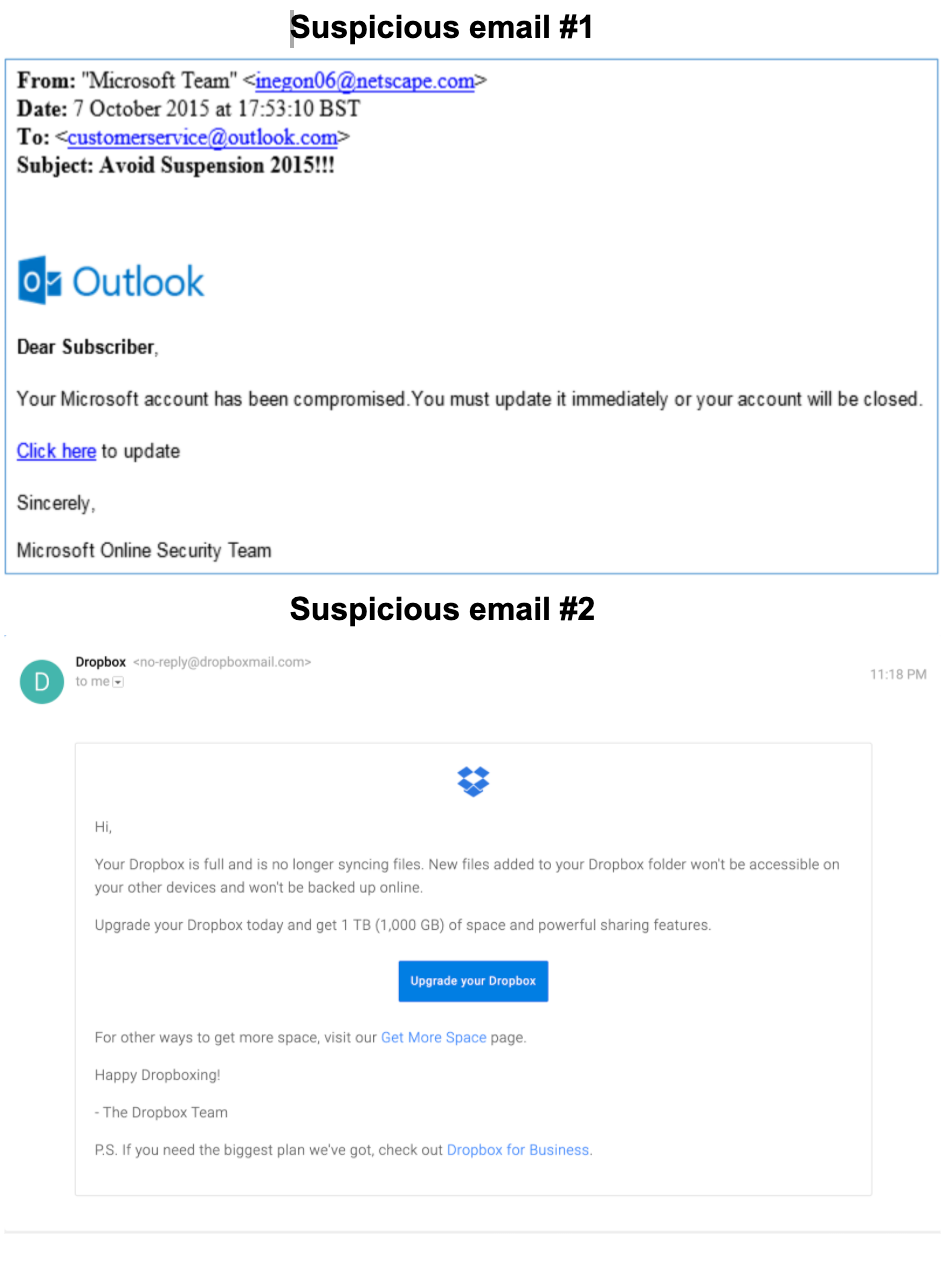 Suspicious email #1
From: "Microsoft Team" <inegon06@netscape.com>
Date: 7 October 2015 at 17:53:10 BST
To: <customerservice@outlook.com>
Subject: Avoid Suspension 2015!!!
Outlook
Dear Subscriber,
Your Microsoft account has been compromised.You must update it immediately or your account will be closed.
Click here to update
Sincerely,
Microsoft Online Security Team
Suspicious email #2
Dropbox <no-reply@dropboxmail.com>
to me
11:18 PM
D
Hi,
Your Dropbox is full and is no longer syncing files. New files added to your Dropbox folder won't be accessible on
your other devices and won't be backed up online.
Upgrade your Dropbox today and get 1 TB (1,000 GB) of space and powerful sharing features.
Upgrade your Dropbox
For other ways to get more space, visit our Get More Space page.
Happy Dropboxing!
- The Dropbox Team
P.S. If you need the biggest plan we've got, check out Dropbox for Business.